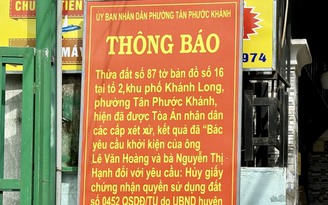 CHUY
TIỀN
MÁY
974
ỦY BAN NHÂN DÂN PHƯỜNG TÂN PHƯỚC KHÁNH
THÔNG BÁO
Thửa đất số 87 tờ bản đồ số 16
tại tổ 2, khu phố Khánh Long,
phường Tân Phước Khánh,
hiện đã được Tòa Án nhân dân
các cấp xét xử, kết quả đã "Bác
yêu cầu khởi kiện của ông
Lê Văn Hoàng và bà Nguyễn Thị
Hạnh đối với yêu cầu: Hủy giấy
chứng nhận quyền sử dụng đất
số 0452 QSDĐ/TU do UBND huyện